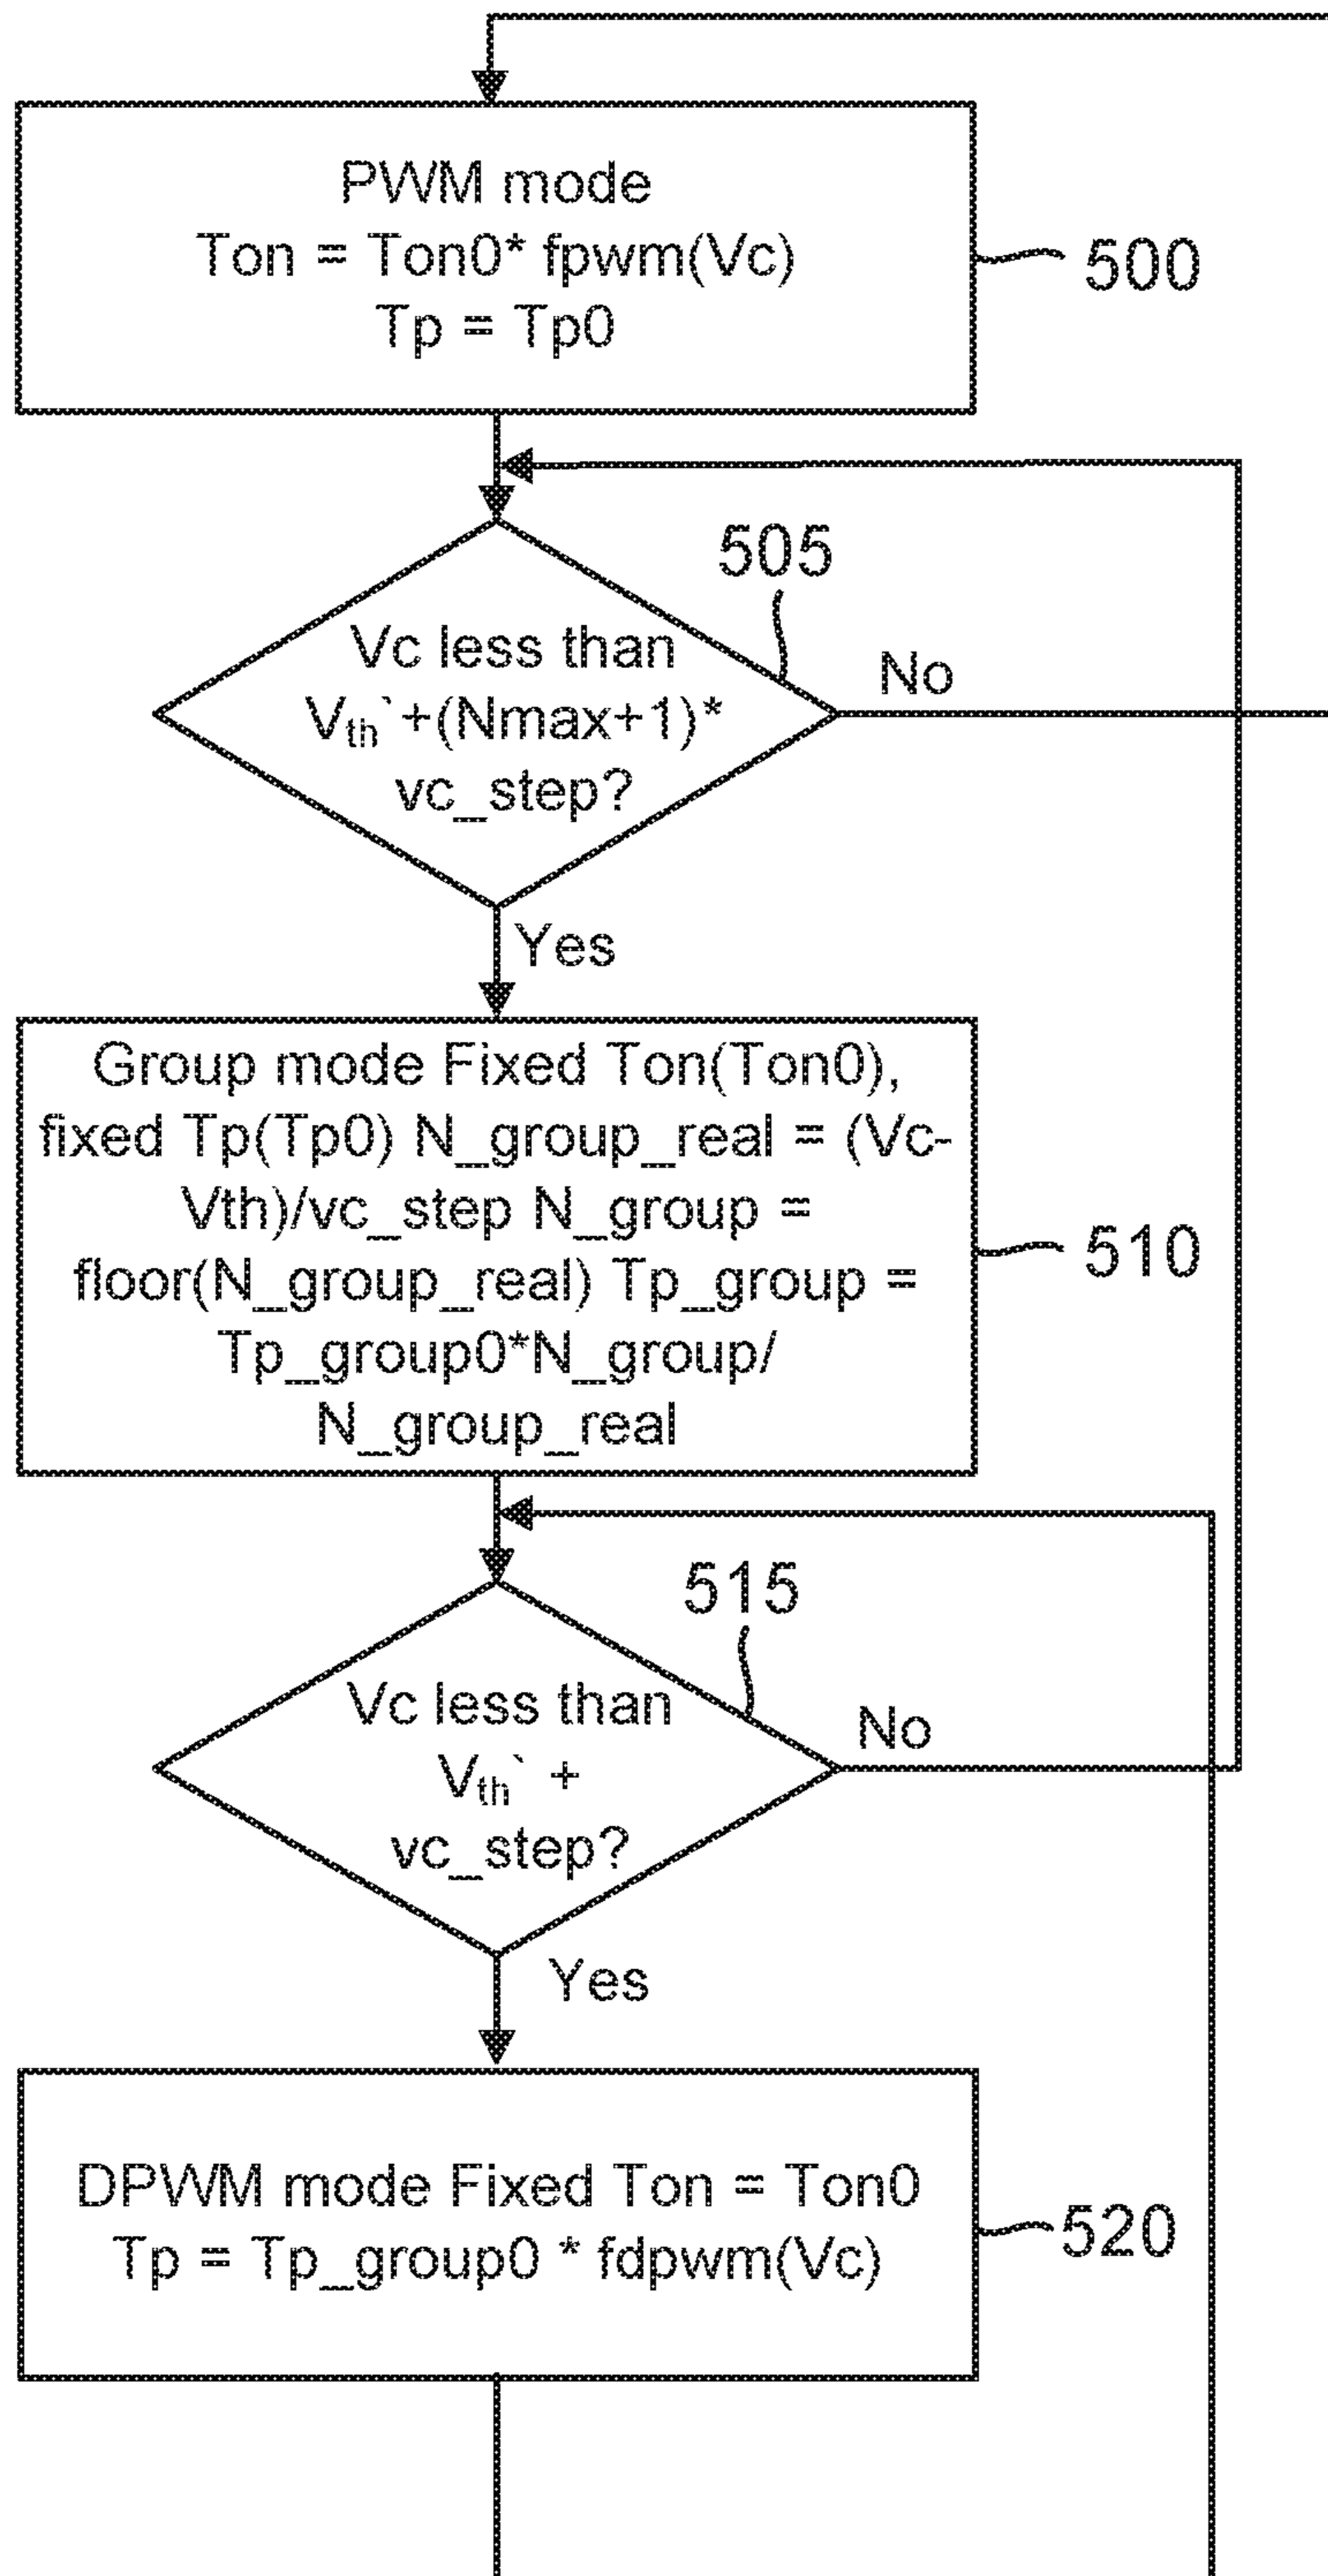 PWM mode
Ton = Ton0* fpwm(Vc)
Tp = Tp0
500
505
Vc less than
Vth`+(Nmax+1)*
vc_step?
No
Yes
Group mode Fixed Ton(Ton0),
fixed Tp(Tp0) N_group_real = (Vc-
Vth)/vc_step N_group =
floor(N_group_real) Tp_group =
Tp_group0*N_group/
N_group_real
510
515
Vc less than
Vth` +
vc_step?
No
Yes
DPWM mode Fixed Ton = Ton0
Tp = Tp_group0 * fdpwm(Vc)
520